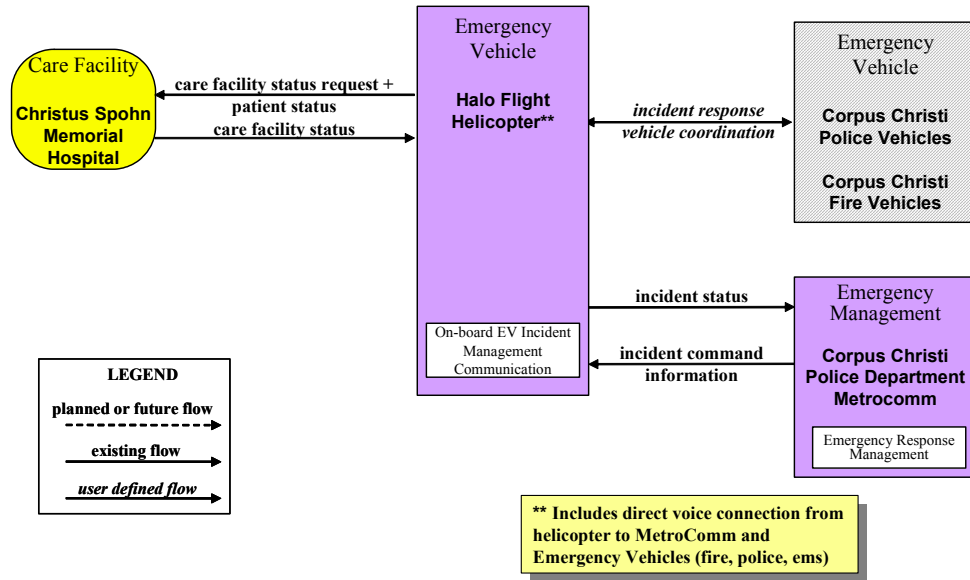 Care Facility
Christus Spohn
Memorial
Hospital
care facility status request +
patient status
care facility status
Emergency
Vehicle
Halo Flight
Helicopter**
On-board EV Incident
Management
Communication
incident response
vehicle coordination
Emergency
Vehicle
Corpus Christi
Police Vehicles
Corpus Christi
Fire Vehicles
incident status
incident command
information
Emergency
Management
Corpus Christi
Police Department
Metrocomm
Emergency Response
Management
LEGEND
planned or future flow
existing flow
user defined flow
** Includes direct voice connection from
helicopter to MetroComm and
Emergency Vehicles (fire, police, ems)